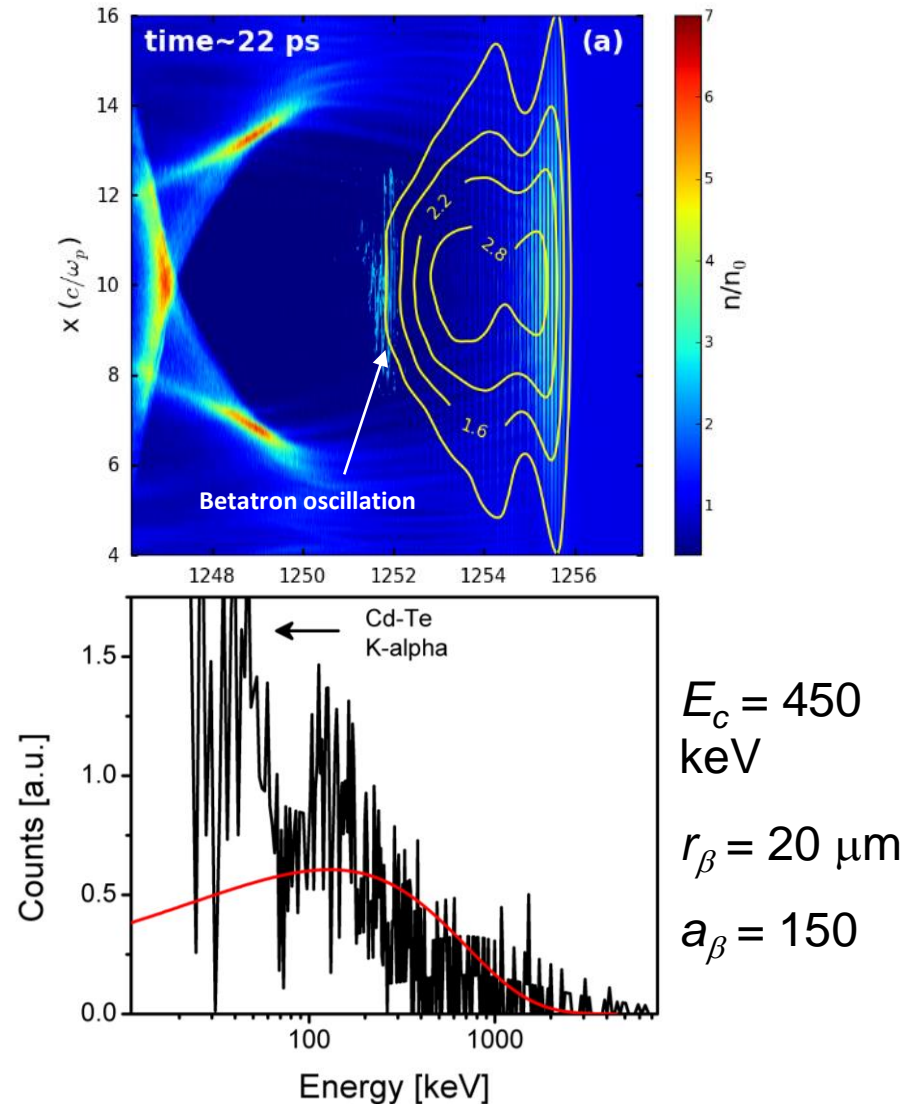 16
time~22 ps
(a)
14
12
10
8
6
4
x (c/ωp)
2.2
2.8
1.6
Betatron oscillation
1248
1250
1252
1254
1256
7
6
5
4
3
2
1
n/n₀
Cd-Te
K-alpha
1.5
1.0
0.5
0.0
Counts [a.u.]
100
1000
Energy [keV]
Ec = 450
keV
rβ = 20 μm
aβ = 150